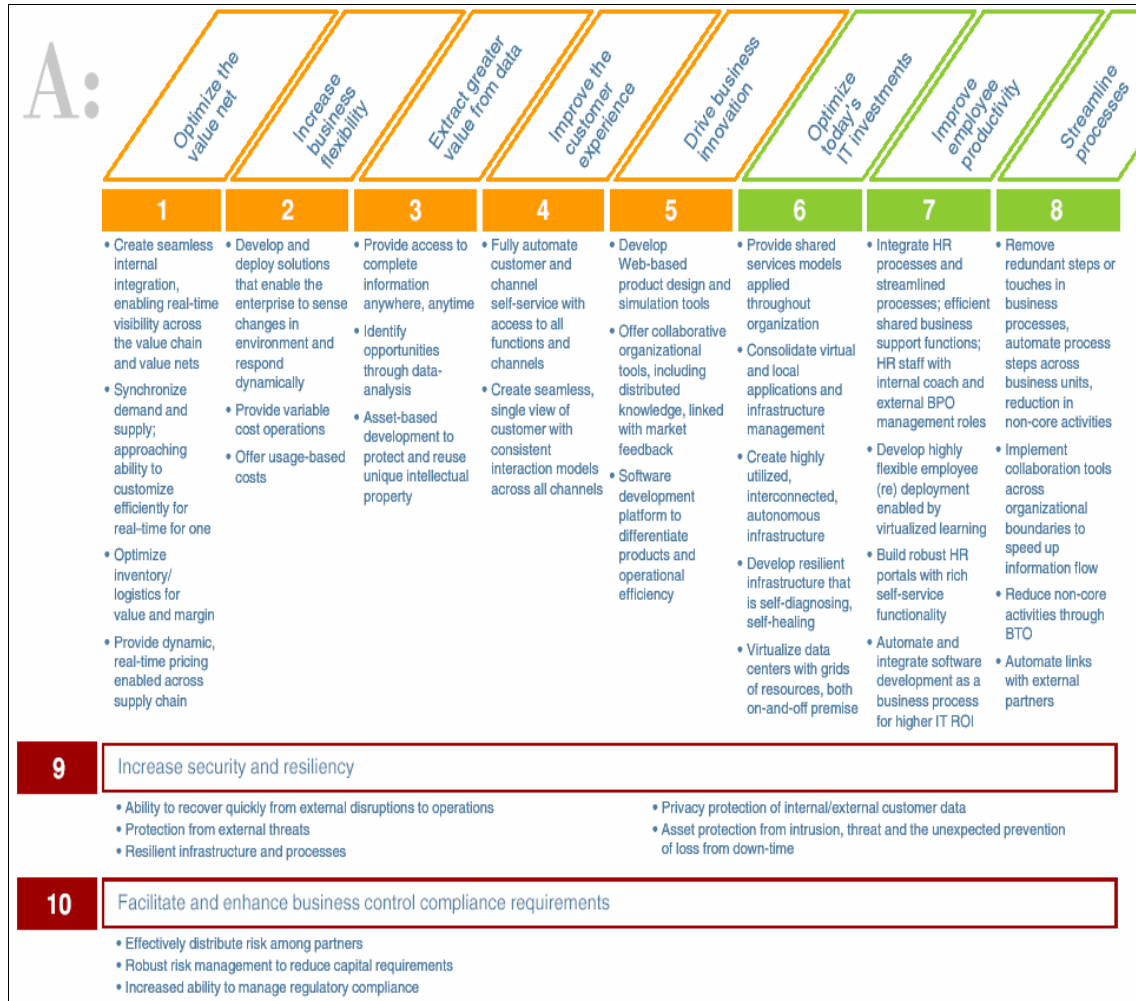 A:
Optimize the
value net
Increase
business
flexibility
Extract greater
value from data
Improve the
customer
experience
Drive business
innovation
Optimize
today's
IT investments
Improve
employee
productivity
Streamline
processes
1
• Create seamless
internal
integration,
enabling real-time
visibility across
the value chain
and value nets
• Synchronize
demand and
supply;
approaching
ability to
customize
efficiently for
real–time for one
• Optimize
inventory/
logistics for
value and margin
• Provide dynamic,
real-time pricing
enabled across
supply chain
2
• Develop and
deploy solutions
that enable the
enterprise to sense
changes in
environment and
respond
dynamically
• Provide variable
cost operations
• Offer usage-based
costs
3
• Provide access to
complete
information
anywhere, anytime
• Identify
opportunities
through data-
analysis
• Asset-based
development to
protect and reuse
unique intellectual
property
4
• Fully automate
customer and
channel
self-service with
access to all
functions and
channels
• Create seamless,
single view of
customer with
consistent
interaction models
across all channels
5
• Develop
Web-based
product design and
simulation tools
• Offer collaborative
organizational
tools, including
distributed
knowledge, linked
with market
feedback
• Software
development
platform to
differentiate
products and
operational
efficiency
6
• Provide shared
services models
applied
throughout
organization
• Consolidate virtual
and local
applications and
infrastructure
management
• Create highly
utilized,
interconnected,
autonomous
infrastructure
• Develop resilient
infrastructure that
is self-diagnosing,
self-healing
• Virtualize data
centers with grids
of resources, both
on-and-off premise
7
• Integrate HR
processes and
streamlined
processes; efficient
shared business
support functions;
HR staff with
internal coach and
external BPO
management roles
• Develop highly
flexible employee
(re) deployment
enabled by
virtualized learning
• Build robust HR
portals with rich
self-service
functionality
• Automate and
integrate software
development as a
business process
for higher IT ROI
8
• Remove
redundant steps or
touches in
business
processes,
automate process
steps across
business units,
reduction in
non-core activities
• Implement
collaboration tools
across
organizational
boundaries to
speed up
information flow
• Reduce non-core
activities through
BTO
• Automate links
with external
partners
9
Increase security and resiliency
• Ability to recover quickly from external disruptions to operations
• Protection from external threats
• Resilient infrastructure and processes
• Privacy protection of internal/external customer data
• Asset protection from intrusion, threat and the unexpected prevention
of loss from down-time
10
Facilitate and enhance business control compliance requirements
• Effectively distribute risk among partners
• Robust risk management to reduce capital requirements
• Increased ability to manage regulatory compliance